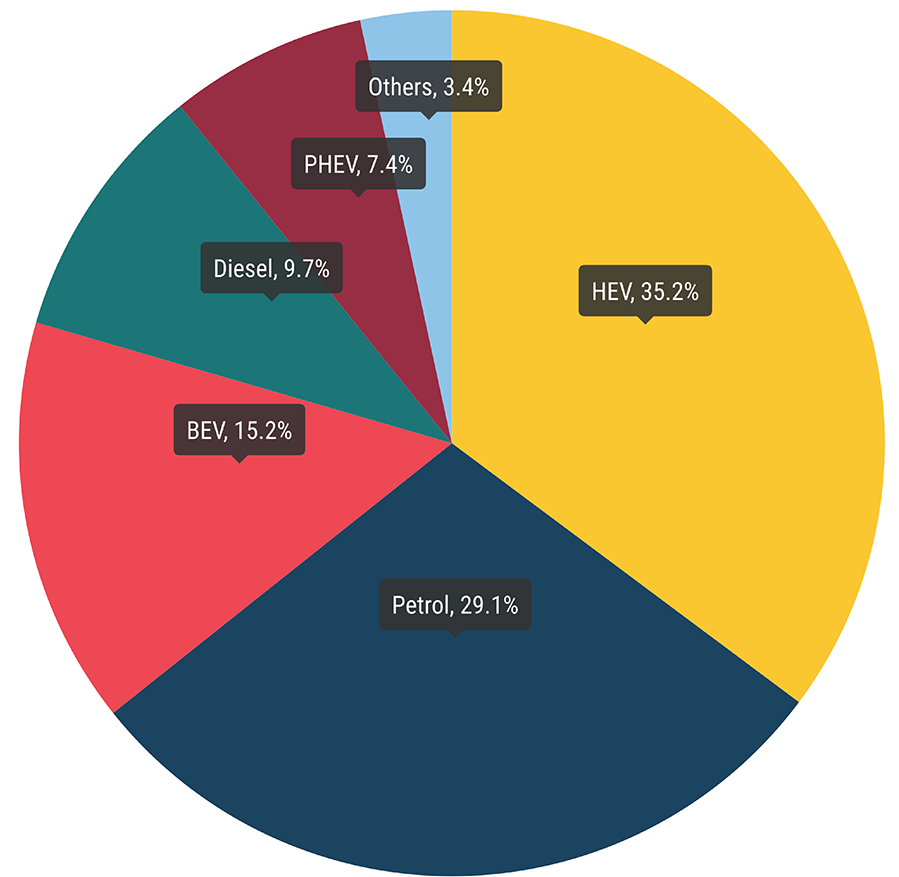 Others, 3.4%
PHEV, 7.4%
Diesel, 9.7%
HEV, 35.2%
BEV, 15.2%
Petrol, 29.1%